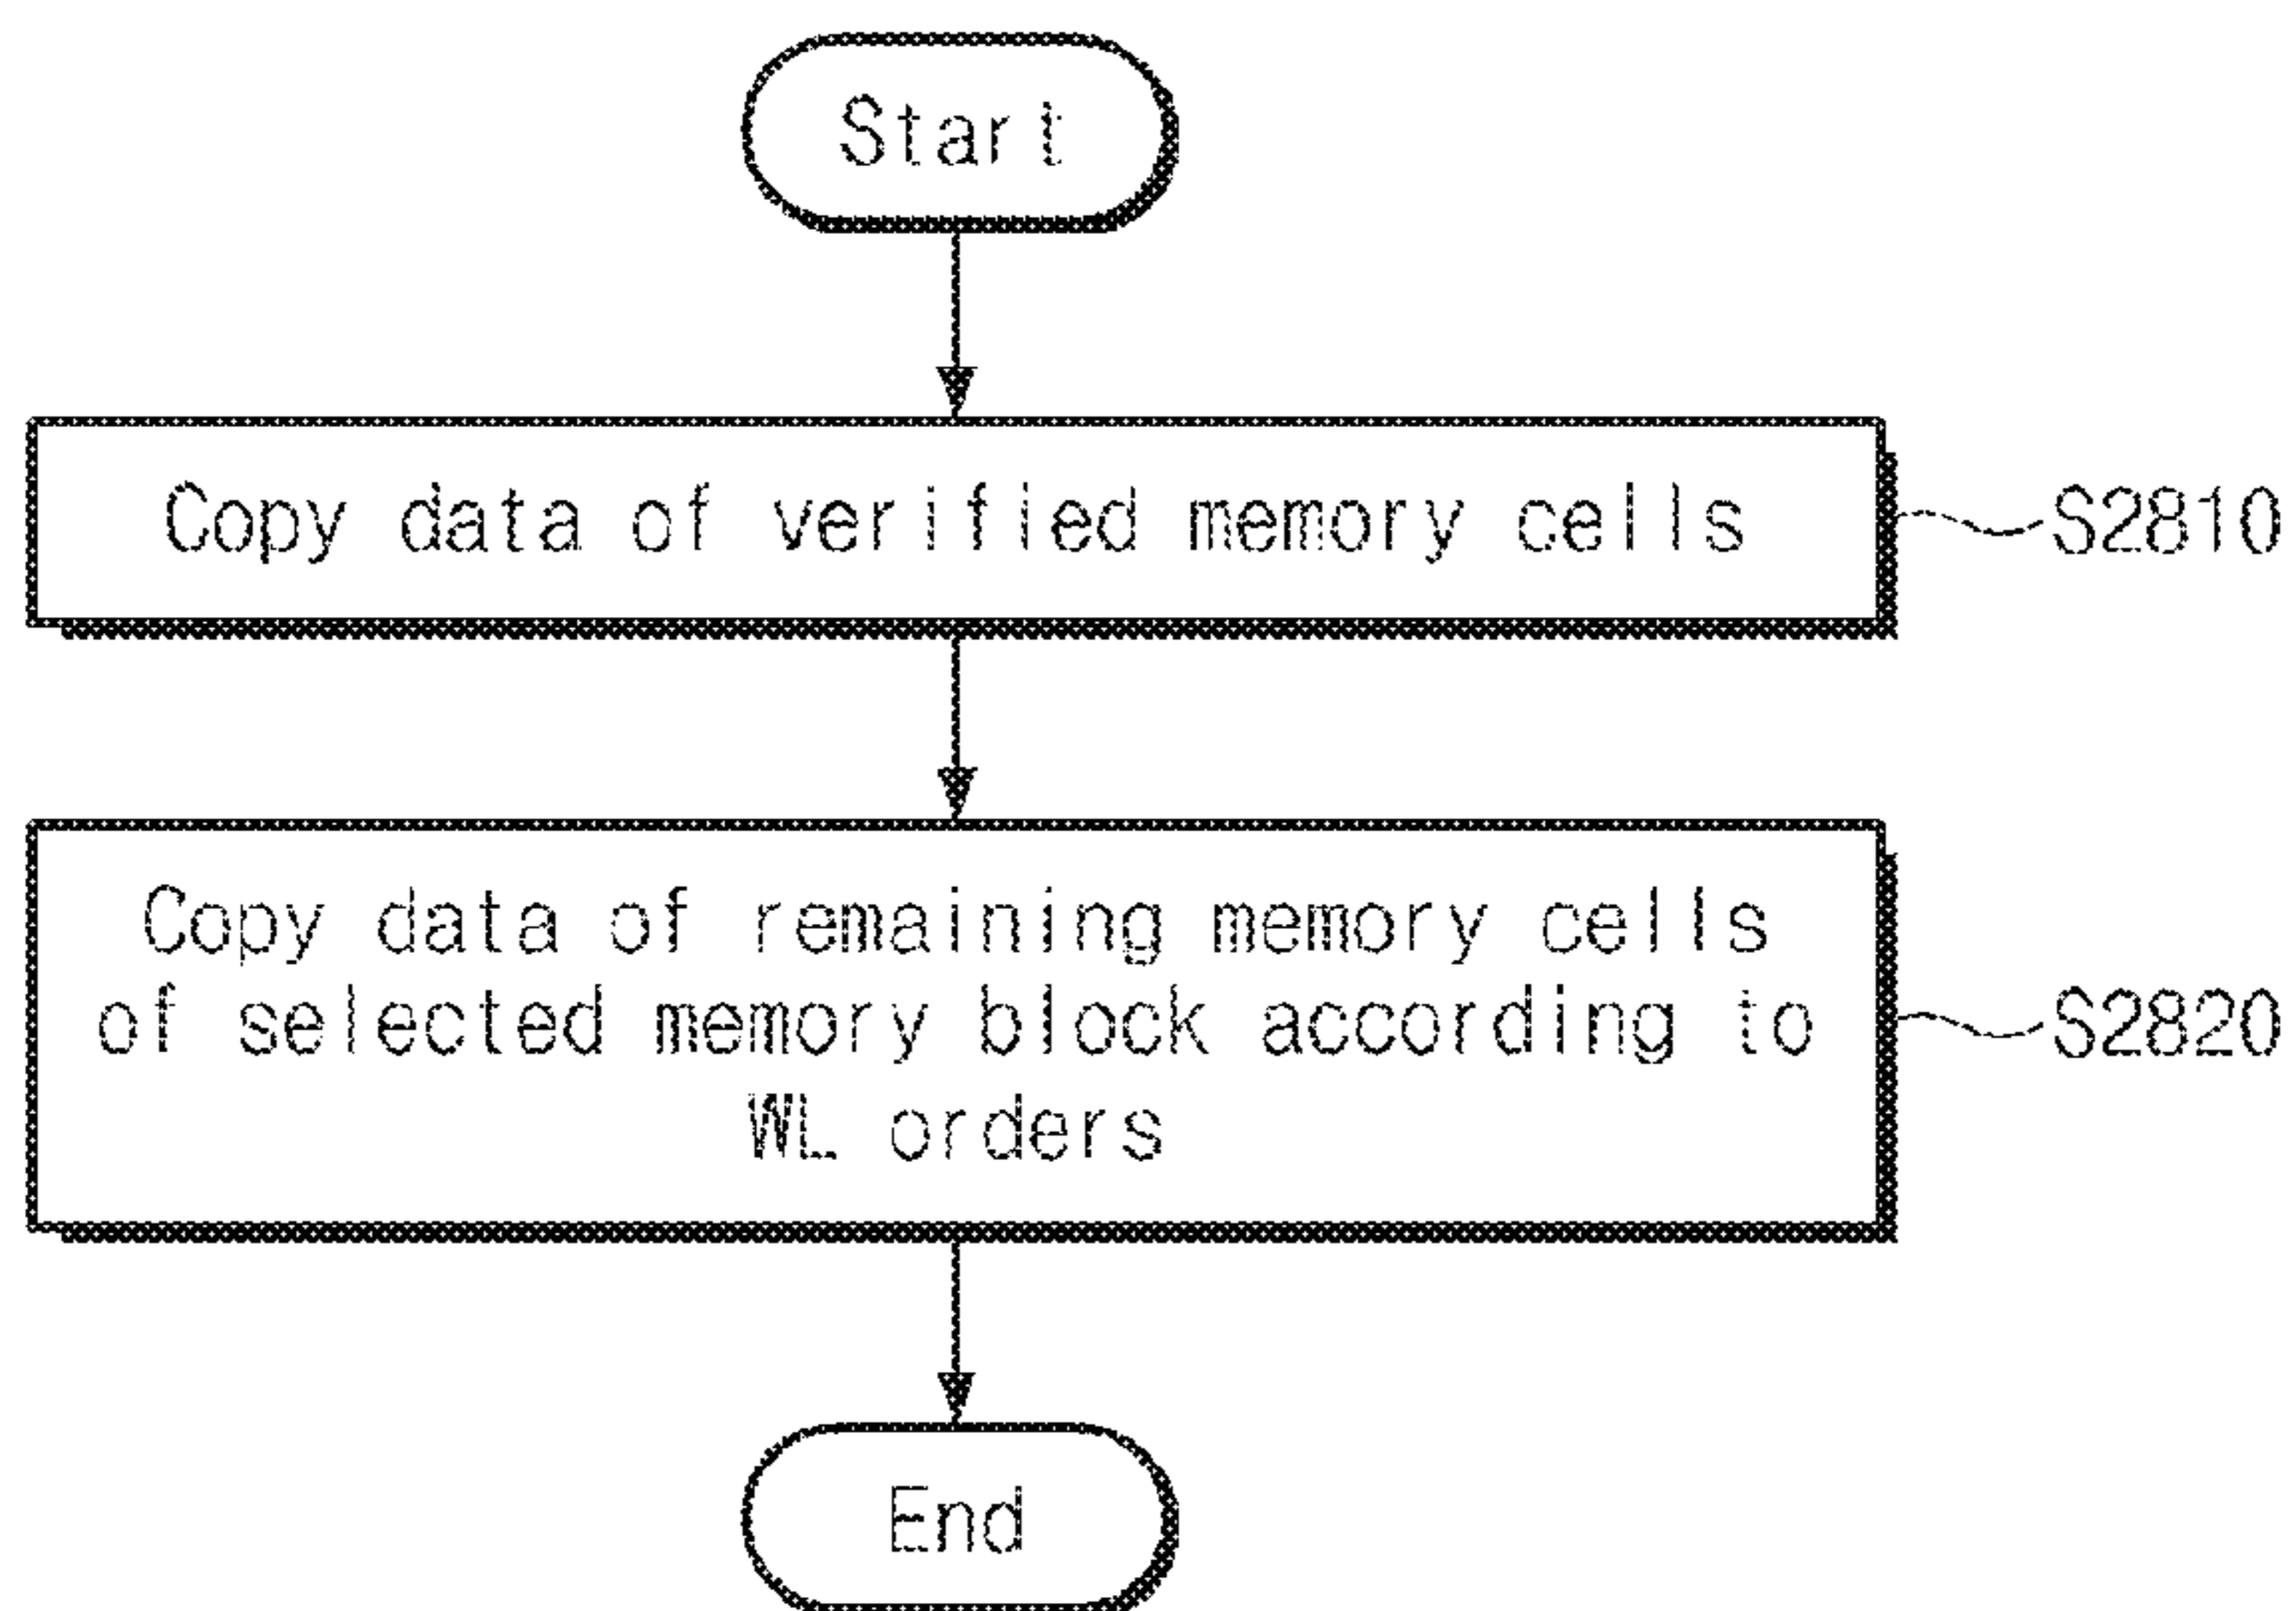 Start
Copy data of verified memory cells
S2810
Copy data of remaining memory cells
of selected memory block according to
WL orders
S2820
End